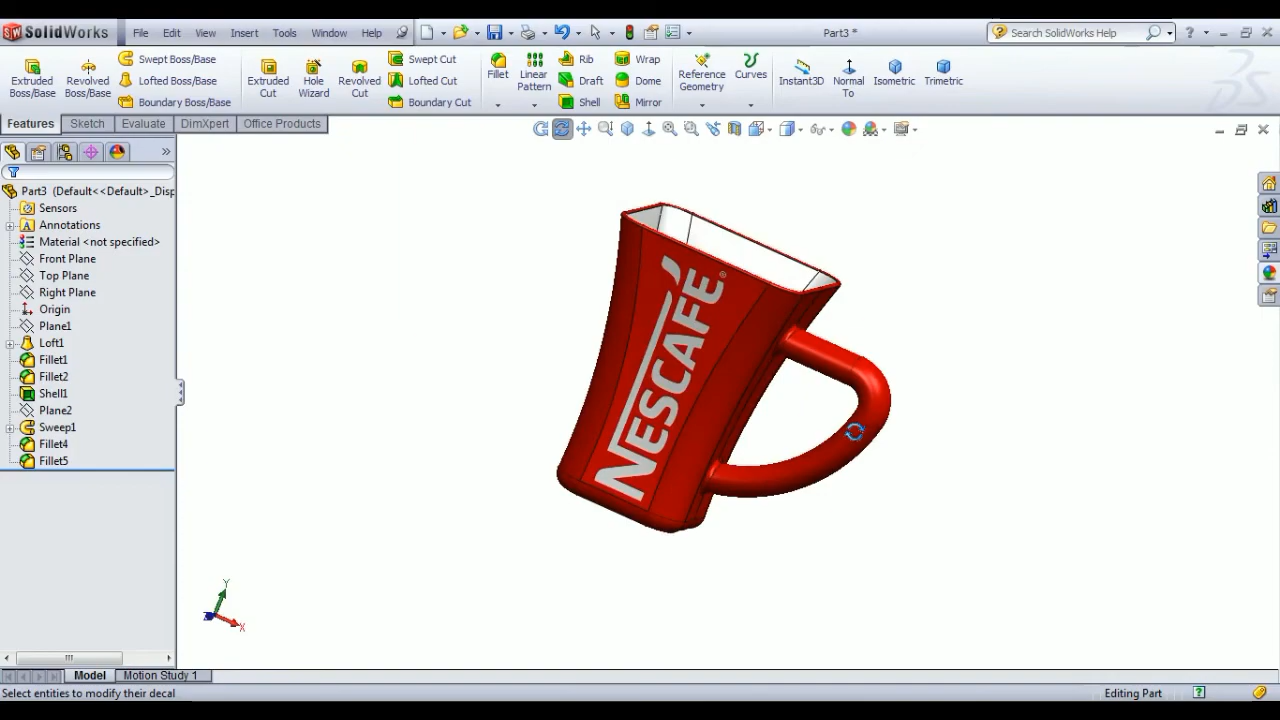 SolidWorks File Edit View Insert Tools Window Help Part3 * Search SolidWorks Help ?
Extruded Boss/Base
Revolved Boss/Base
Swept Boss/Base
Lofted Boss/Base
Boundary Boss/Base
Extruded Cut
Hole Wizard
Revolved Cut
Swept Cut
Lofted Cut
Boundary Cut
Fillet
Linear Pattern
Rib
Draft
Shell
Wrap
Dome
Mirror
Reference Geometry
Curves
Instant3D
Normal To
Isometric
Trimetric
Features Sketch Evaluate DimXpert Office Products
Part3 (Default<<Default>_Disp
Sensors
Annotations
Material <not specified>
Front Plane
Top Plane
Right Plane
Origin
Plane1
Loft1
Fillet1
Fillet2
Shell1
Plane2
Sweep1
Fillet4
Fillet5
NESCAFÉ®
Y
X
Z
Model Motion Study 1
Select entities to modify their decal Editing Part ?